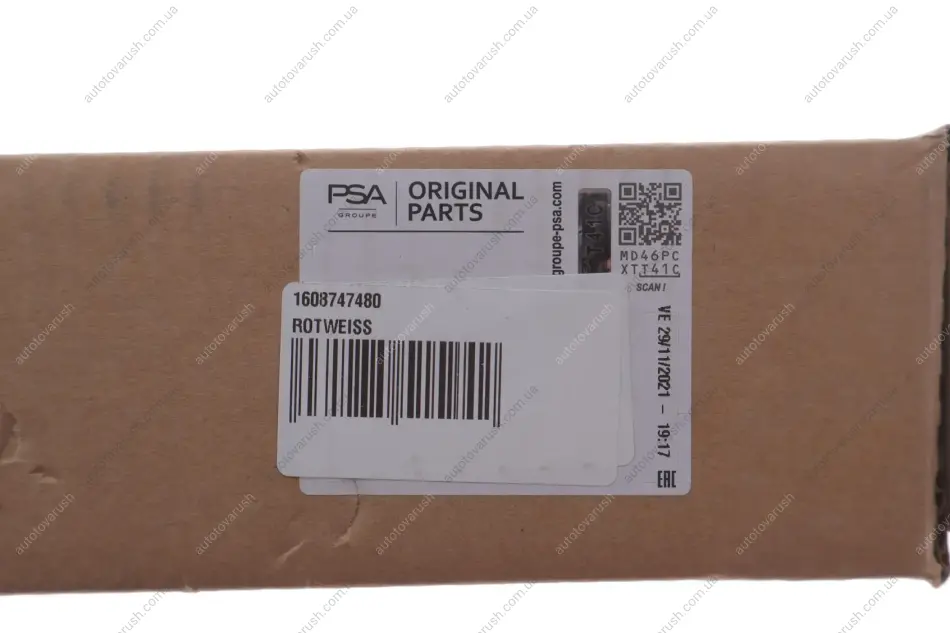 PSA
GROUPE
ORIGINAL
PARTS
groupe-psa.com
XTT41C
MD46PC
XTT41C
SCAN !
VE 29/11/2021 - 19:17
EAC
1608747480
ROTWEISS
autotovarush.com.ua